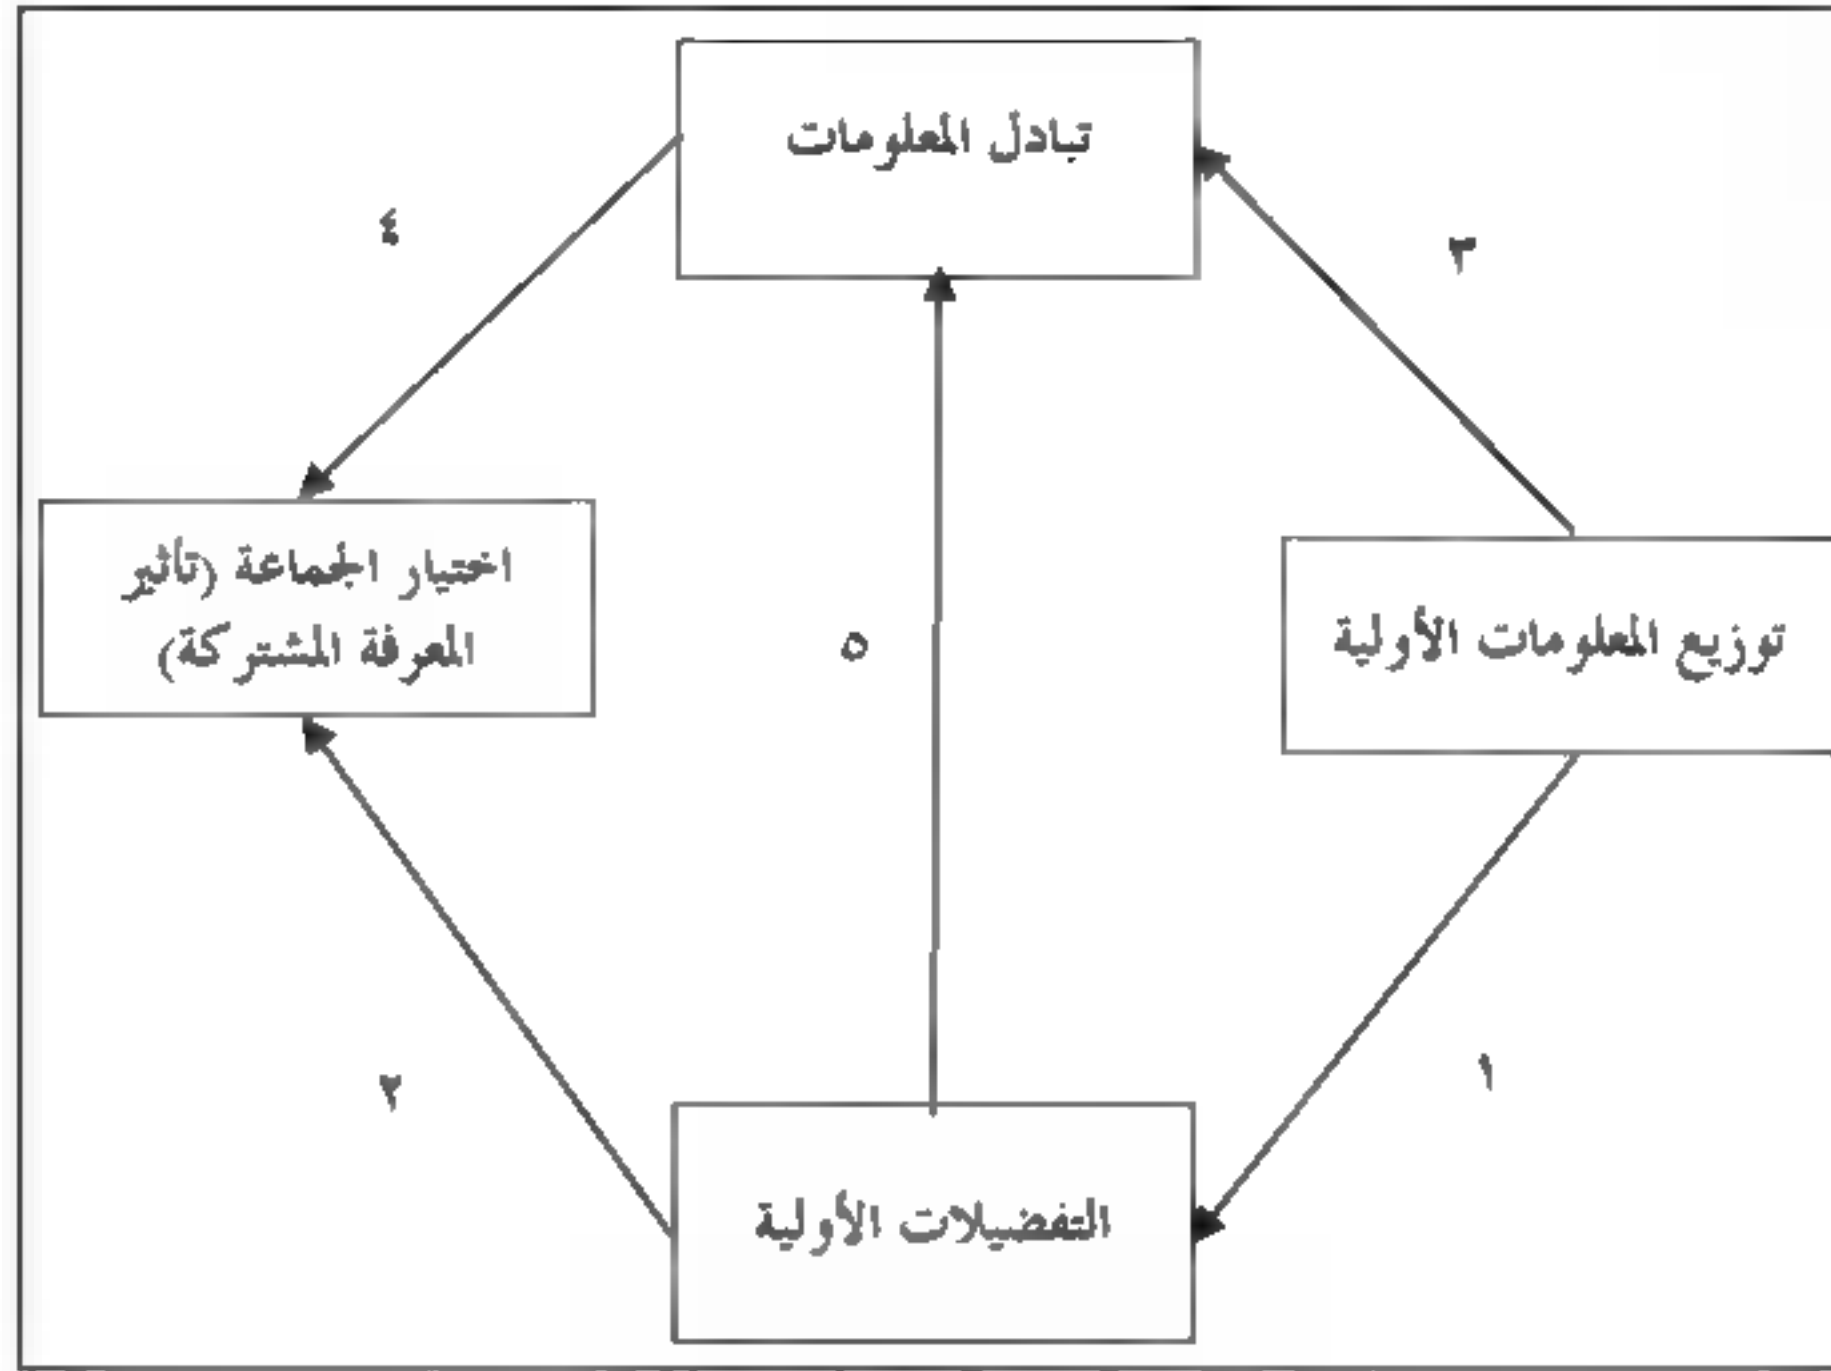 تبادل المعلومات
٤
٣
اختيار الجماعة (تأثير
المعرفة المشتركة)
٥
توزيع المعلومات الأولية
٢
١
التفضيلات الأولية